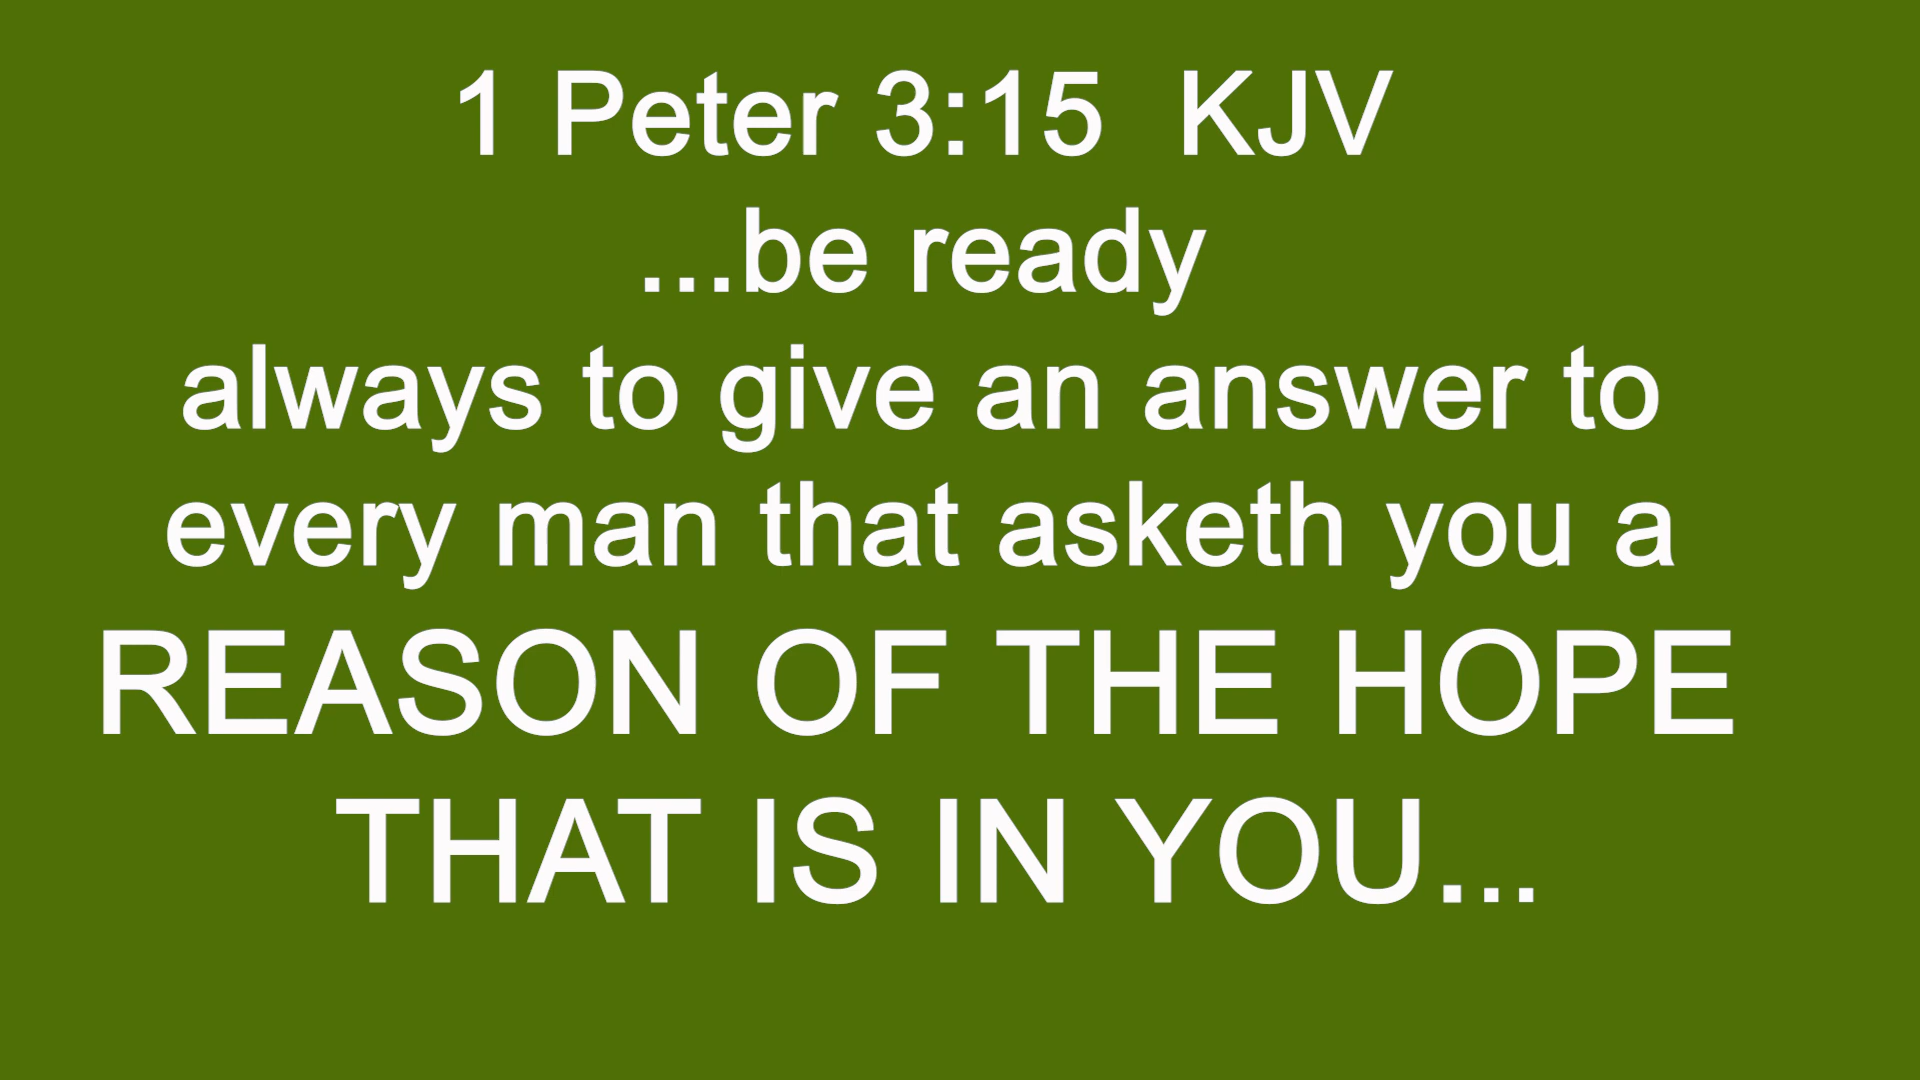 1 Peter 3:15  KJV
...be ready
always to give an answer to
every man that asketh you a
REASON OF THE HOPE
THAT IS IN YOU...